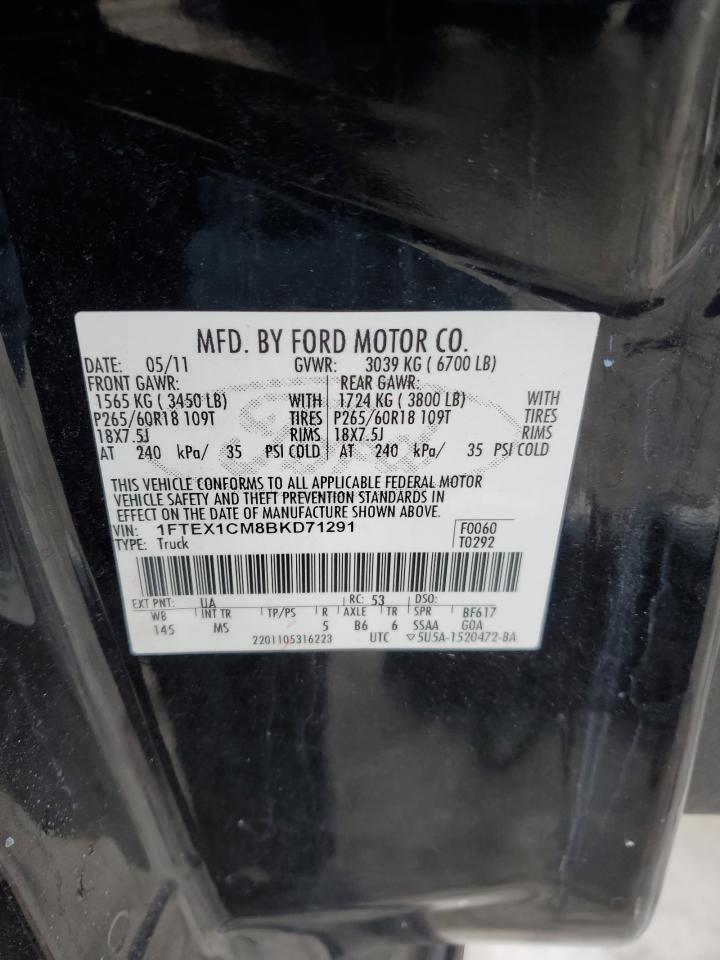 MFD. BY FORD MOTOR CO.
DATE: 05/11 GVWR: 3039 KG ( 6700 LB)
FRONT GAWR: REAR GAWR:
1565 KG ( 3450 LB) WITH 1724 KG ( 3800 LB) WITH
P265/60R18 109T TIRES P265/60R18 109T TIRES
18X7.5J RIMS 18X7.5J RIMS
AT 240 kPa/ 35 PSI COLD AT 240 kPa/ 35 PSI COLD
THIS VEHICLE CONFORMS TO ALL APPLICABLE FEDERAL MOTOR
VEHICLE SAFETY AND THEFT PREVENTION STANDARDS IN
EFFECT ON THE DATE OF MANUFACTURE SHOWN ABOVE.
VIN: 1FTEX1CM8BKD71291 F0060
TYPE: Truck T0292
EXT PNT: UA RC: 53 DSO:
WB INT TR TP/PS R AXLE TR SPR BF617
145 MS 5 B6 6 SSAA GOA
2201105316223 UTC ▽5U5A-1520472-BA